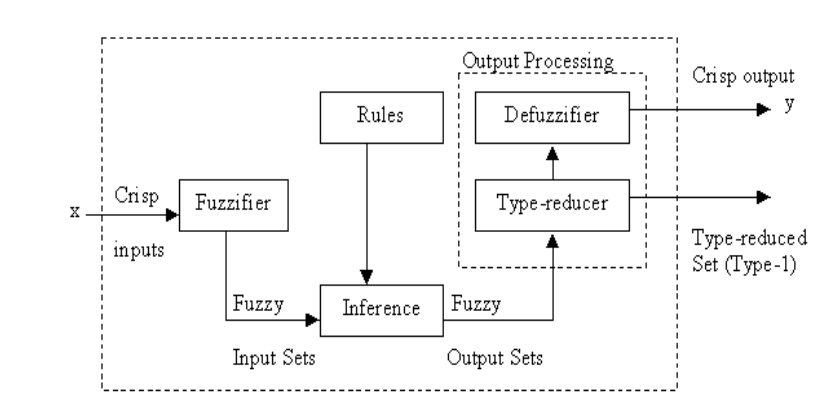 Output Processing
Crisp output
y
Rules
Defuzzifier
x
Crisp
inputs
Fuzzifier
Type-reducer
Type-reduced
Set (Type-1)
Fuzzy
Input Sets
Inference
Fuzzy
Output Sets